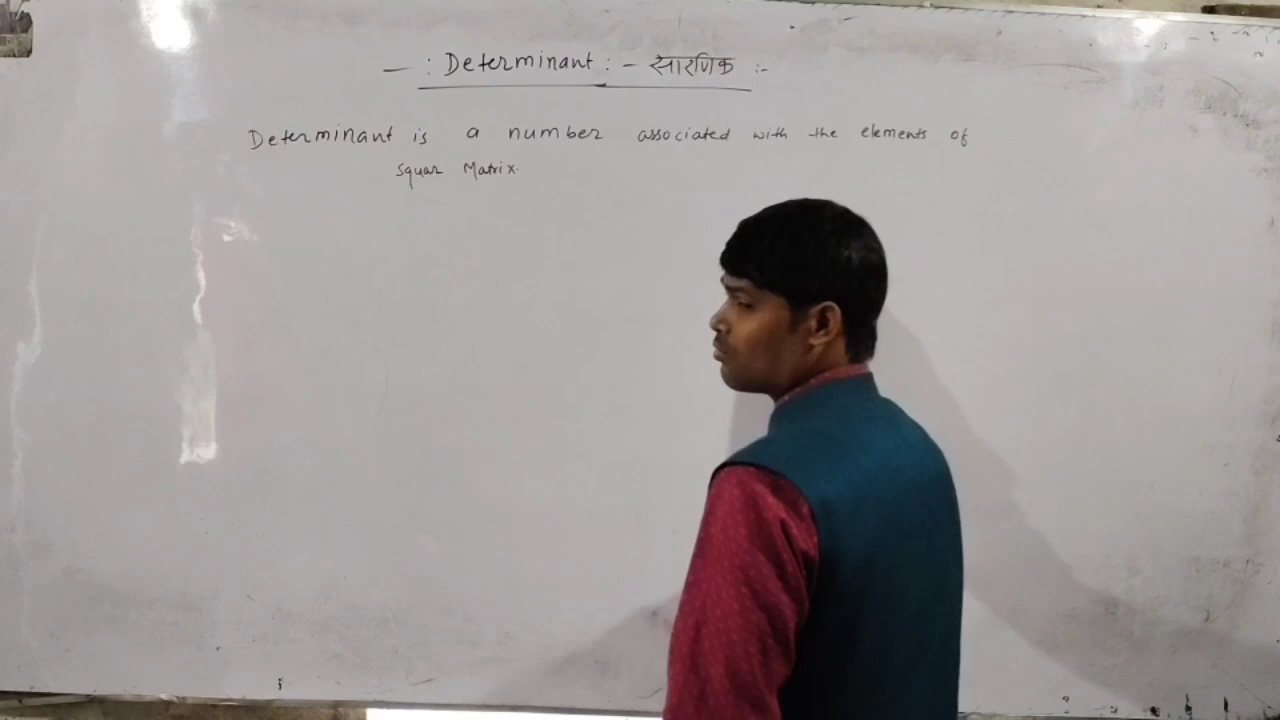 — : Determinant : - सारणिक :-
Determinant is a number associated with the elements of
Squar Matrix.